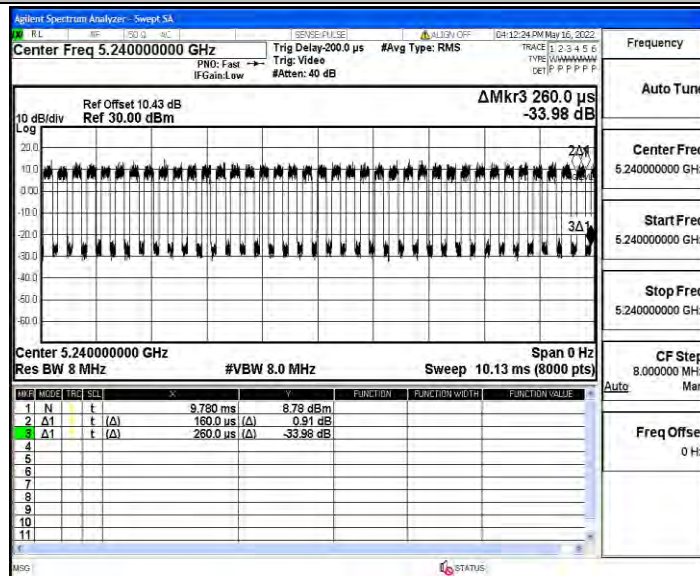 Agilent Spectrum Analyzer - Swept SA
RL RF 50 Ω AC SENSE:PULSE ALIGN OFF 04:12:24 PM May 16, 2022
Center Freq 5.240000000 GHz
PNO: Fast
IFGain:Low
Trig Delay-200.0 µs
Trig: Video
#Atten: 40 dB
#Avg Type: RMS
TRACE 1 2 3 4 5 6
TYPE
DET P P P P P P
Ref Offset 10.43 dB
Ref 30.00 dBm
ΔMkr3 260.0 µs
-33.98 dB
10 dB/div
Log
20.0
10.0
0.00
-10.0
-20.0
-30.0
-40.0
-50.0
-60.0
2Δ1
3Δ1
Center 5.240000000 GHz Span 0 Hz
Res BW 8 MHz #VBW 8.0 MHz Sweep 10.13 ms (8000 pts)
MKR MODE TRC SCL X Y FUNCTION FUNCTION WIDTH FUNCTION VALUE
1 N t 9.780 ms 8.78 dBm
2 Δ1 t (Δ) 160.0 µs (Δ) 0.91 dB
3 Δ1 t (Δ) 260.0 µs (Δ) -33.98 dB
4
5
6
7
8
9
10
11
MSG STATUS
Frequency
Auto Tune
Center Freq
5.240000000 GHz
Start Freq
5.240000000 GHz
Stop Freq
5.240000000 GHz
CF Step
8.000000 MHz
Auto Man
Freq Offset
0 Hz